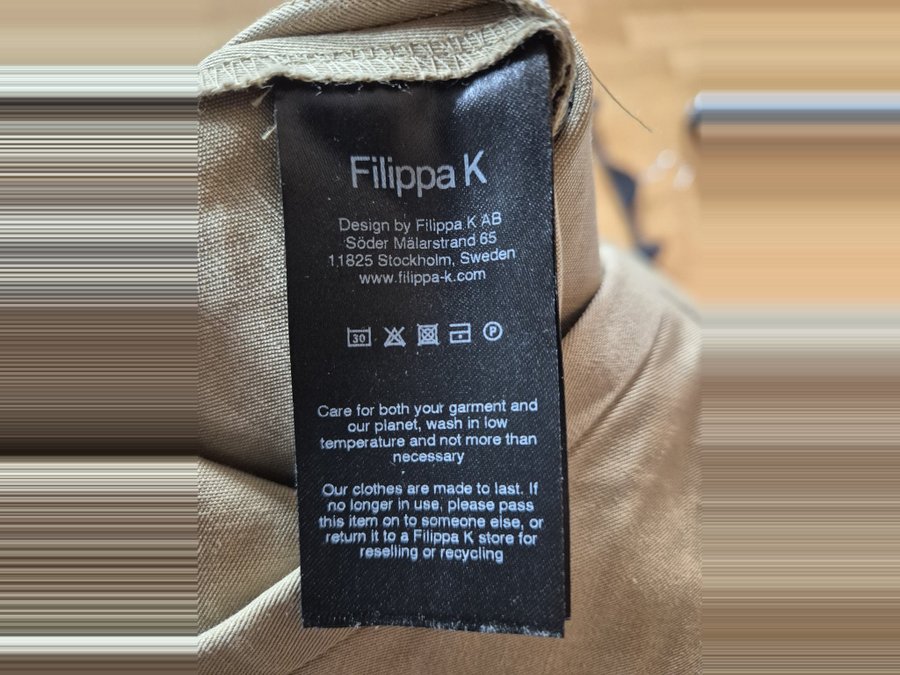 Filippa K
Design by Filippa K AB
Söder Mälarstrand 65
11825 Stockholm, Sweden
www.filippa-k.com
30 P
Care for both your garment and
our planet, wash in low
temperature and not more than
necessary
Our clothes are made to last. If
no longer in use, please pass
this item on to someone else, or
return it to a Filippa K store for
reselling or recycling